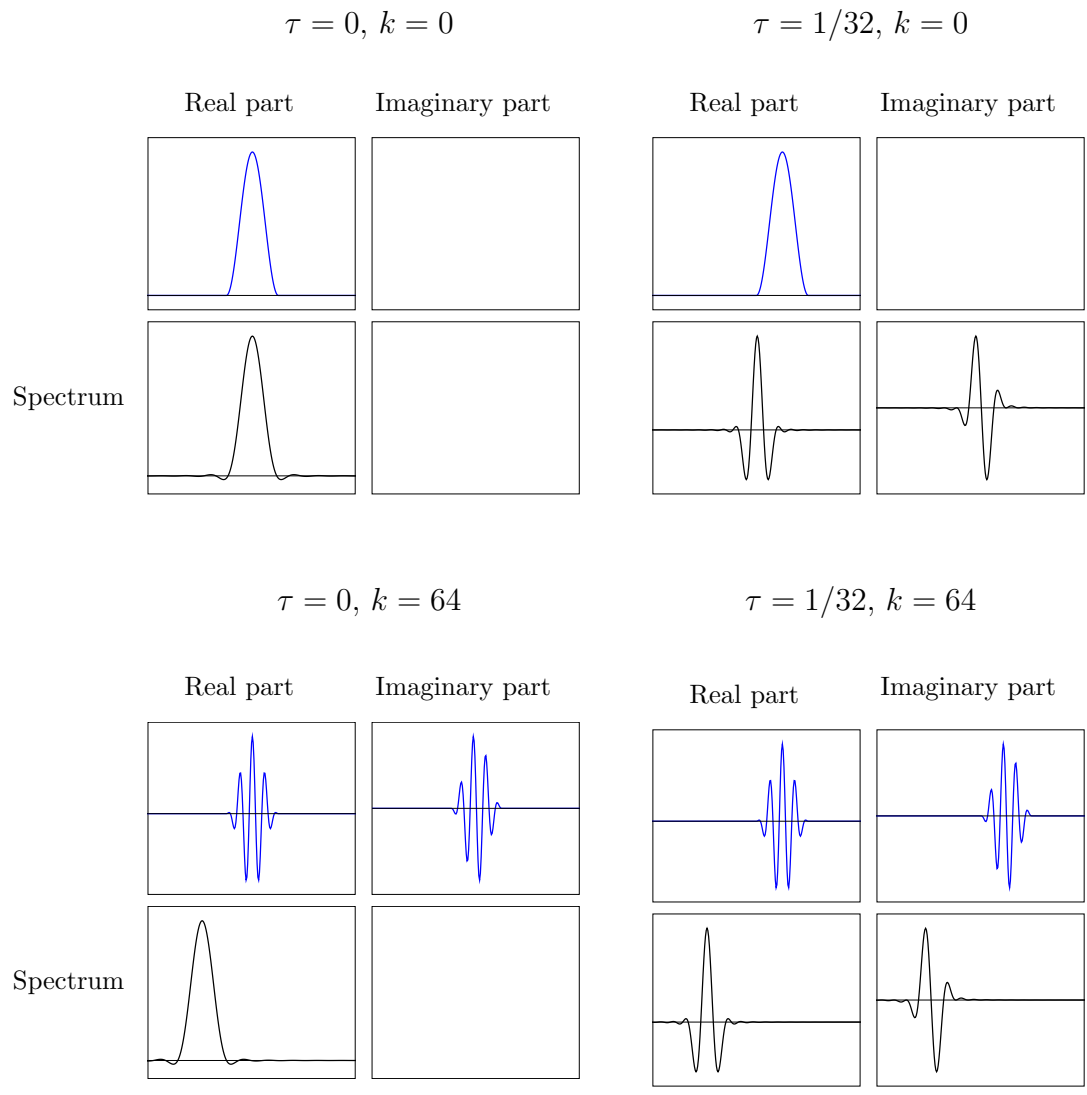 τ = 0, k = 0
τ = 1/32, k = 0
Real part
Imaginary part
Real part
Imaginary part
Spectrum
τ = 0, k = 64
τ = 1/32, k = 64
Real part
Imaginary part
Real part
Imaginary part
Spectrum